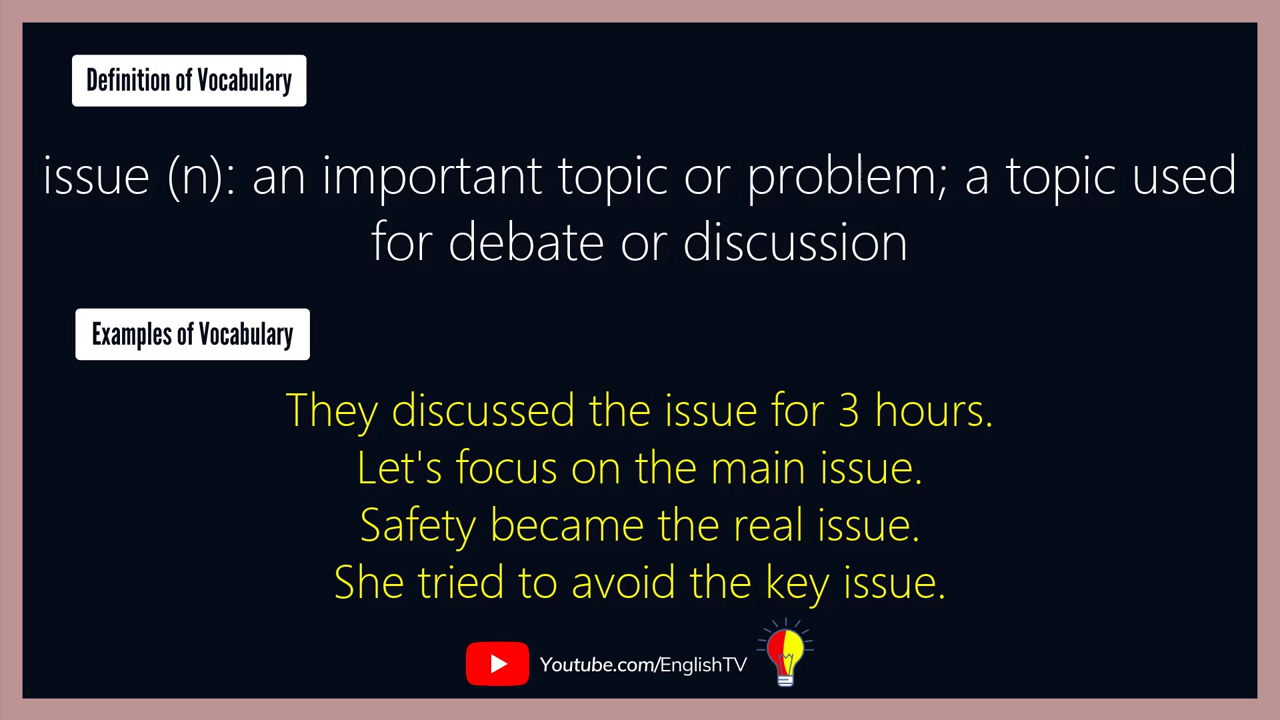 Definition of Vocabulary
issue (n): an important topic or problem; a topic used
for debate or discussion
Examples of Vocabulary
They discussed the issue for 3 hours.
Let's focus on the main issue.
Safety became the real issue.
She tried to avoid the key issue.
Youtube.com/EnglishTV